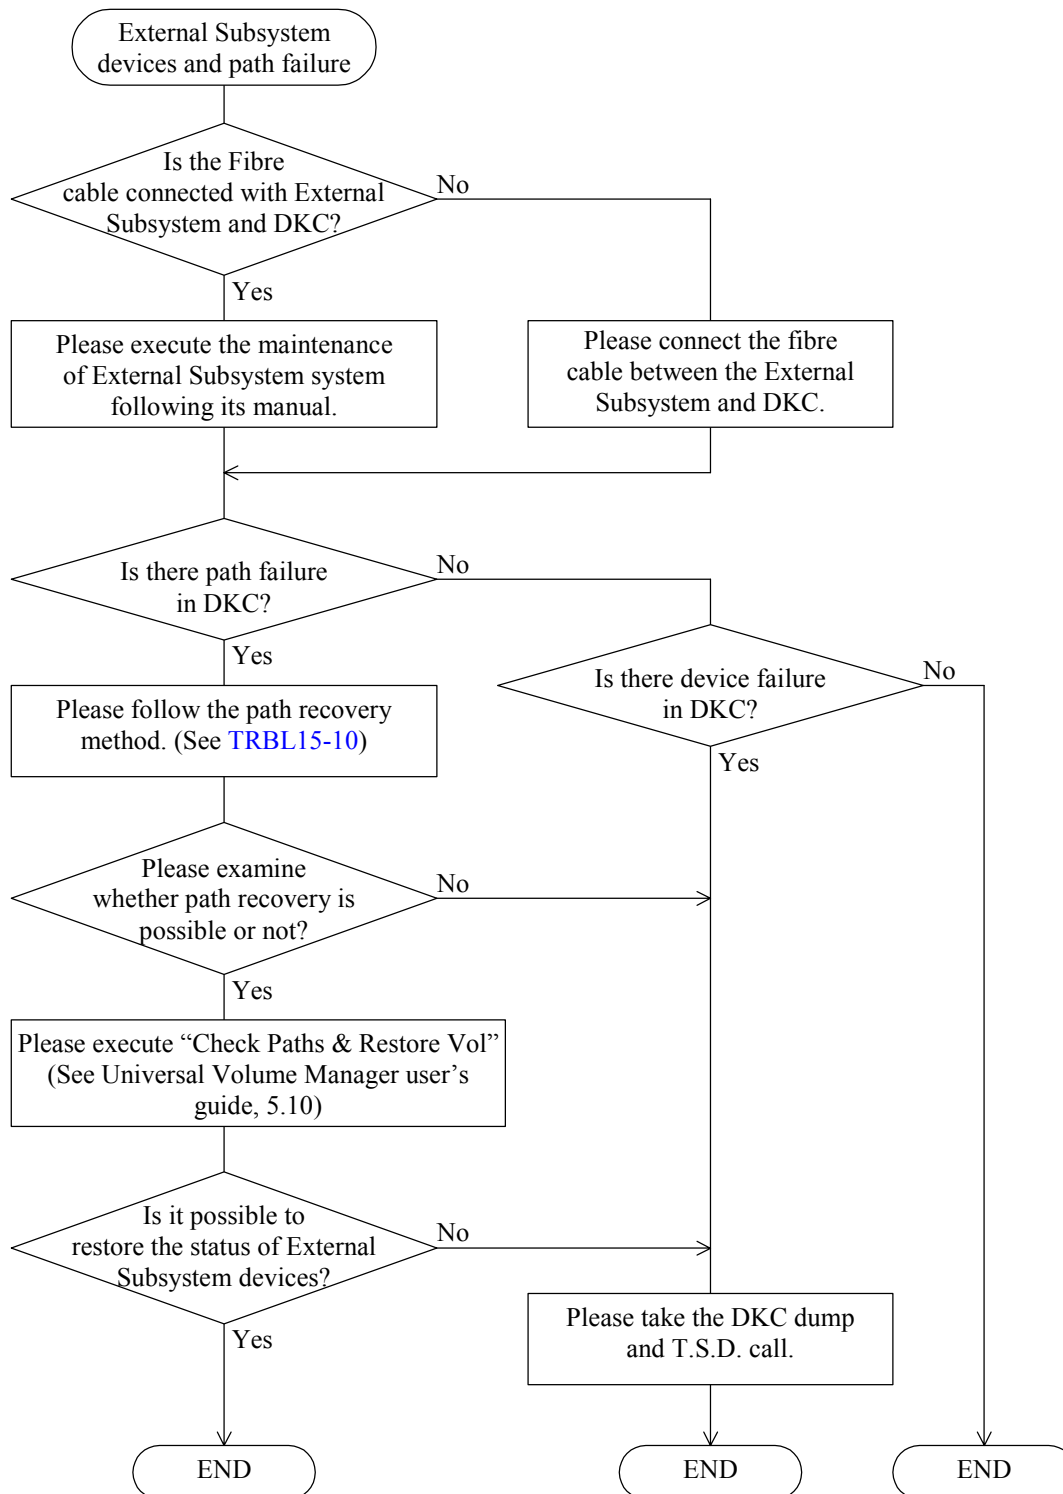 External Subsystem
devices and path failure
Is the Fibre
cable connected with External
Subsystem and DKC?
No
Yes
Please execute the maintenance
of External Subsystem system
following its manual.
Please connect the fibre
cable between the External
Subsystem and DKC.
Is there path failure
in DKC?
No
Yes
Is there device failure
in DKC?
No
Yes
Please follow the path recovery
method. (See TRBL15-10)
Please examine
whether path recovery is
possible or not?
No
Yes
Please execute “Check Paths & Restore Vol”
(See Universal Volume Manager user’s
guide, 5.10)
Is it possible to
restore the status of External
Subsystem devices?
No
Yes
Please take the DKC dump
and T.S.D. call.
END
END
END